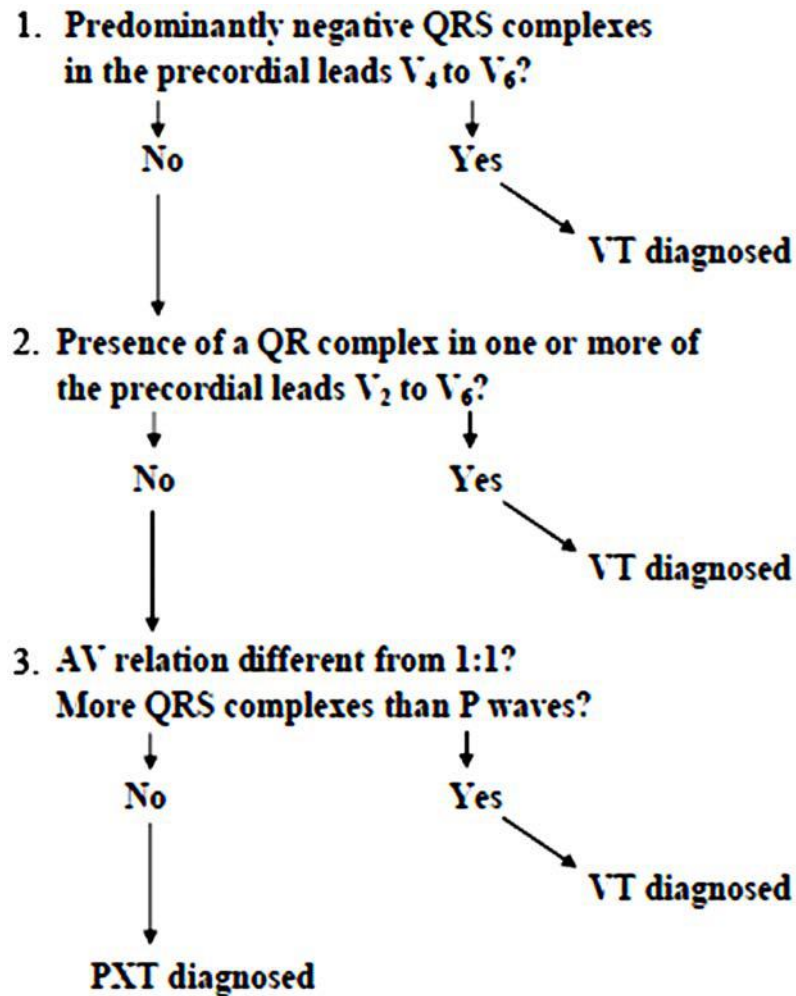 1. Predominantly negative QRS complexes
in the precordial leads V₄ to V₆?
No Yes
VT diagnosed
2. Presence of a QR complex in one or more of
the precordial leads V₂ to V₆?
No Yes
VT diagnosed
3. AV relation different from 1:1?
More QRS complexes than P waves?
No Yes
VT diagnosed
PXT diagnosed